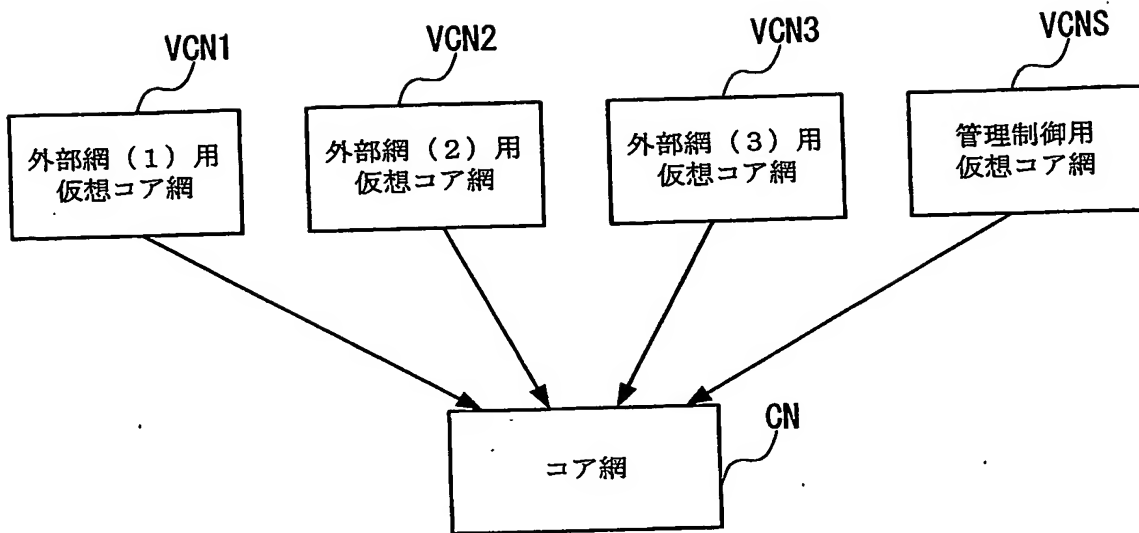 VCN1
VCN2
VCN3
VCNS
外部網（1）用
仮想コア網
外部網（2）用
仮想コア網
外部網（3）用
仮想コア網
管理制御用
仮想コア網
CN
コア網